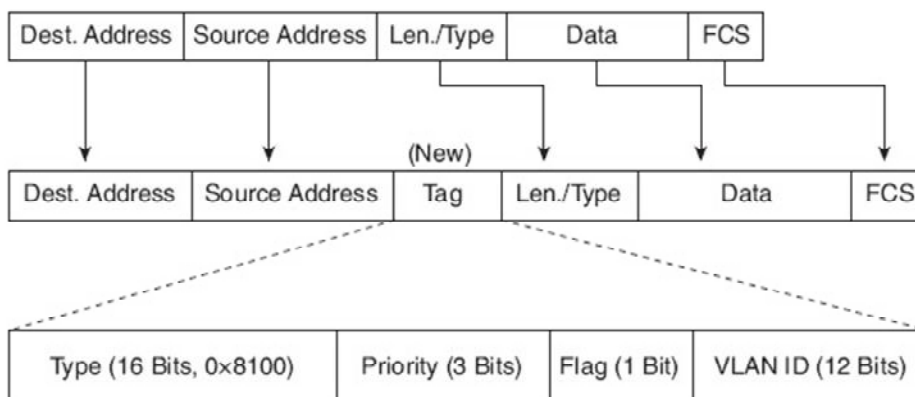 Dest. Address Source Address Len./Type Data FCS
(New)
Dest. Address Source Address Tag Len./Type Data FCS
Type (16 Bits, 0×8100) Priority (3 Bits) Flag (1 Bit) VLAN ID (12 Bits)